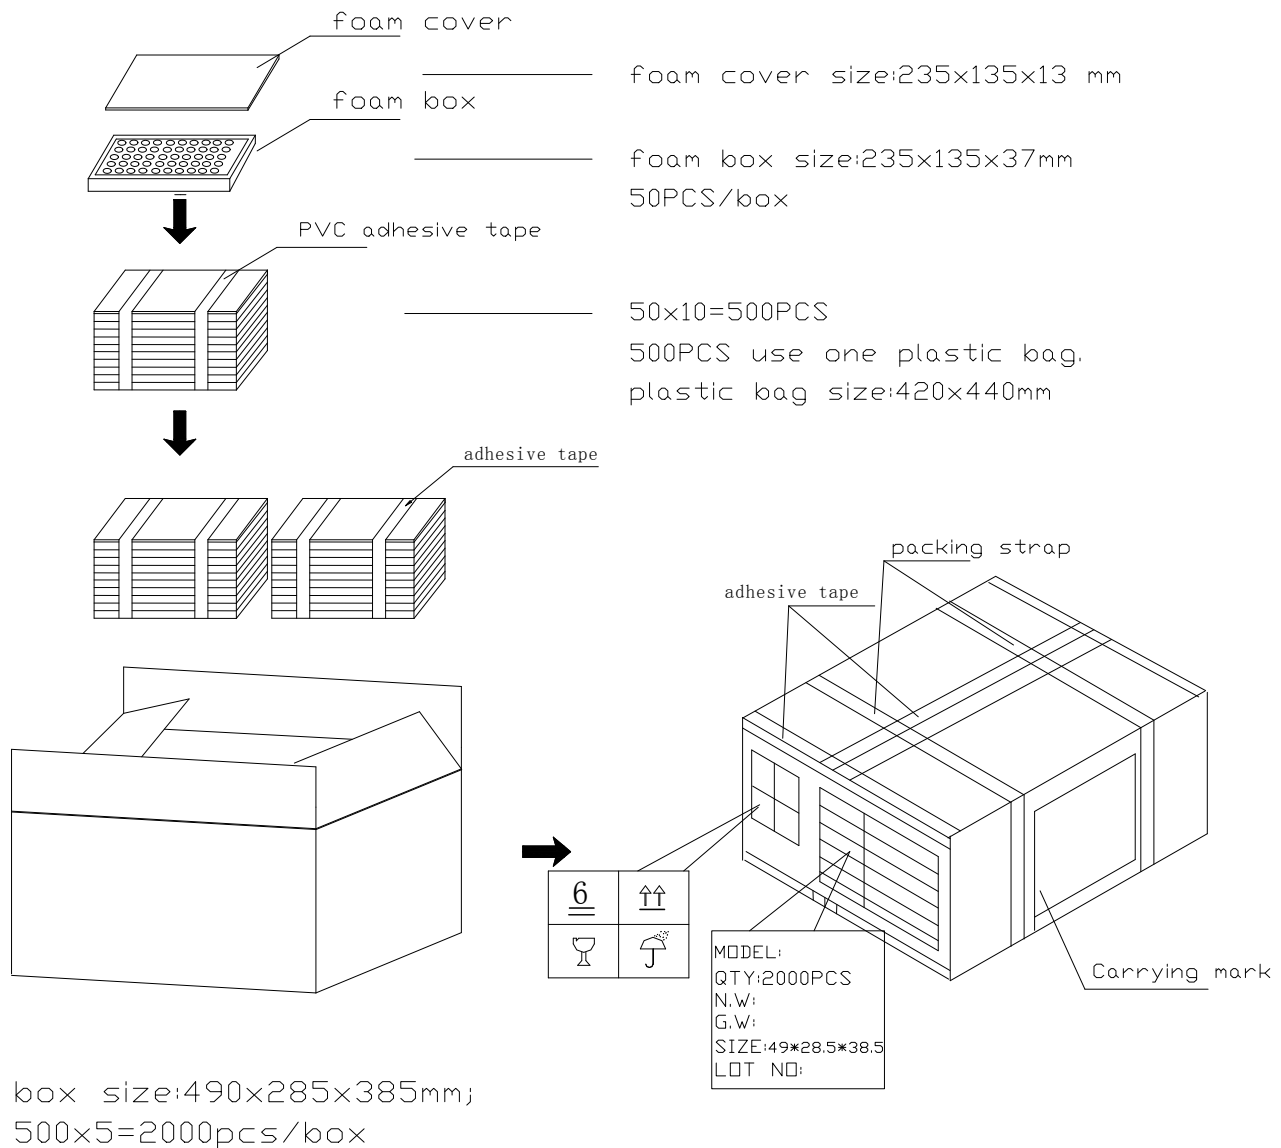 foam cover
foam cover size:235x135x13 mm
foam box
foam box size:235x135x37mm
50PCS/box
PVC adhesive tape
50x10=500PCS
500PCS use one plastic bag.
plastic bag size:420x440mm
adhesive tape
packing strap
adhesive tape
6
MODEL:
QTY:2000PCS
N.W:
G.W:
SIZE:49*28.5*38.5
LOT NO:
Carrying mark
box size:490x285x385mm;
500x5=2000pcs/box